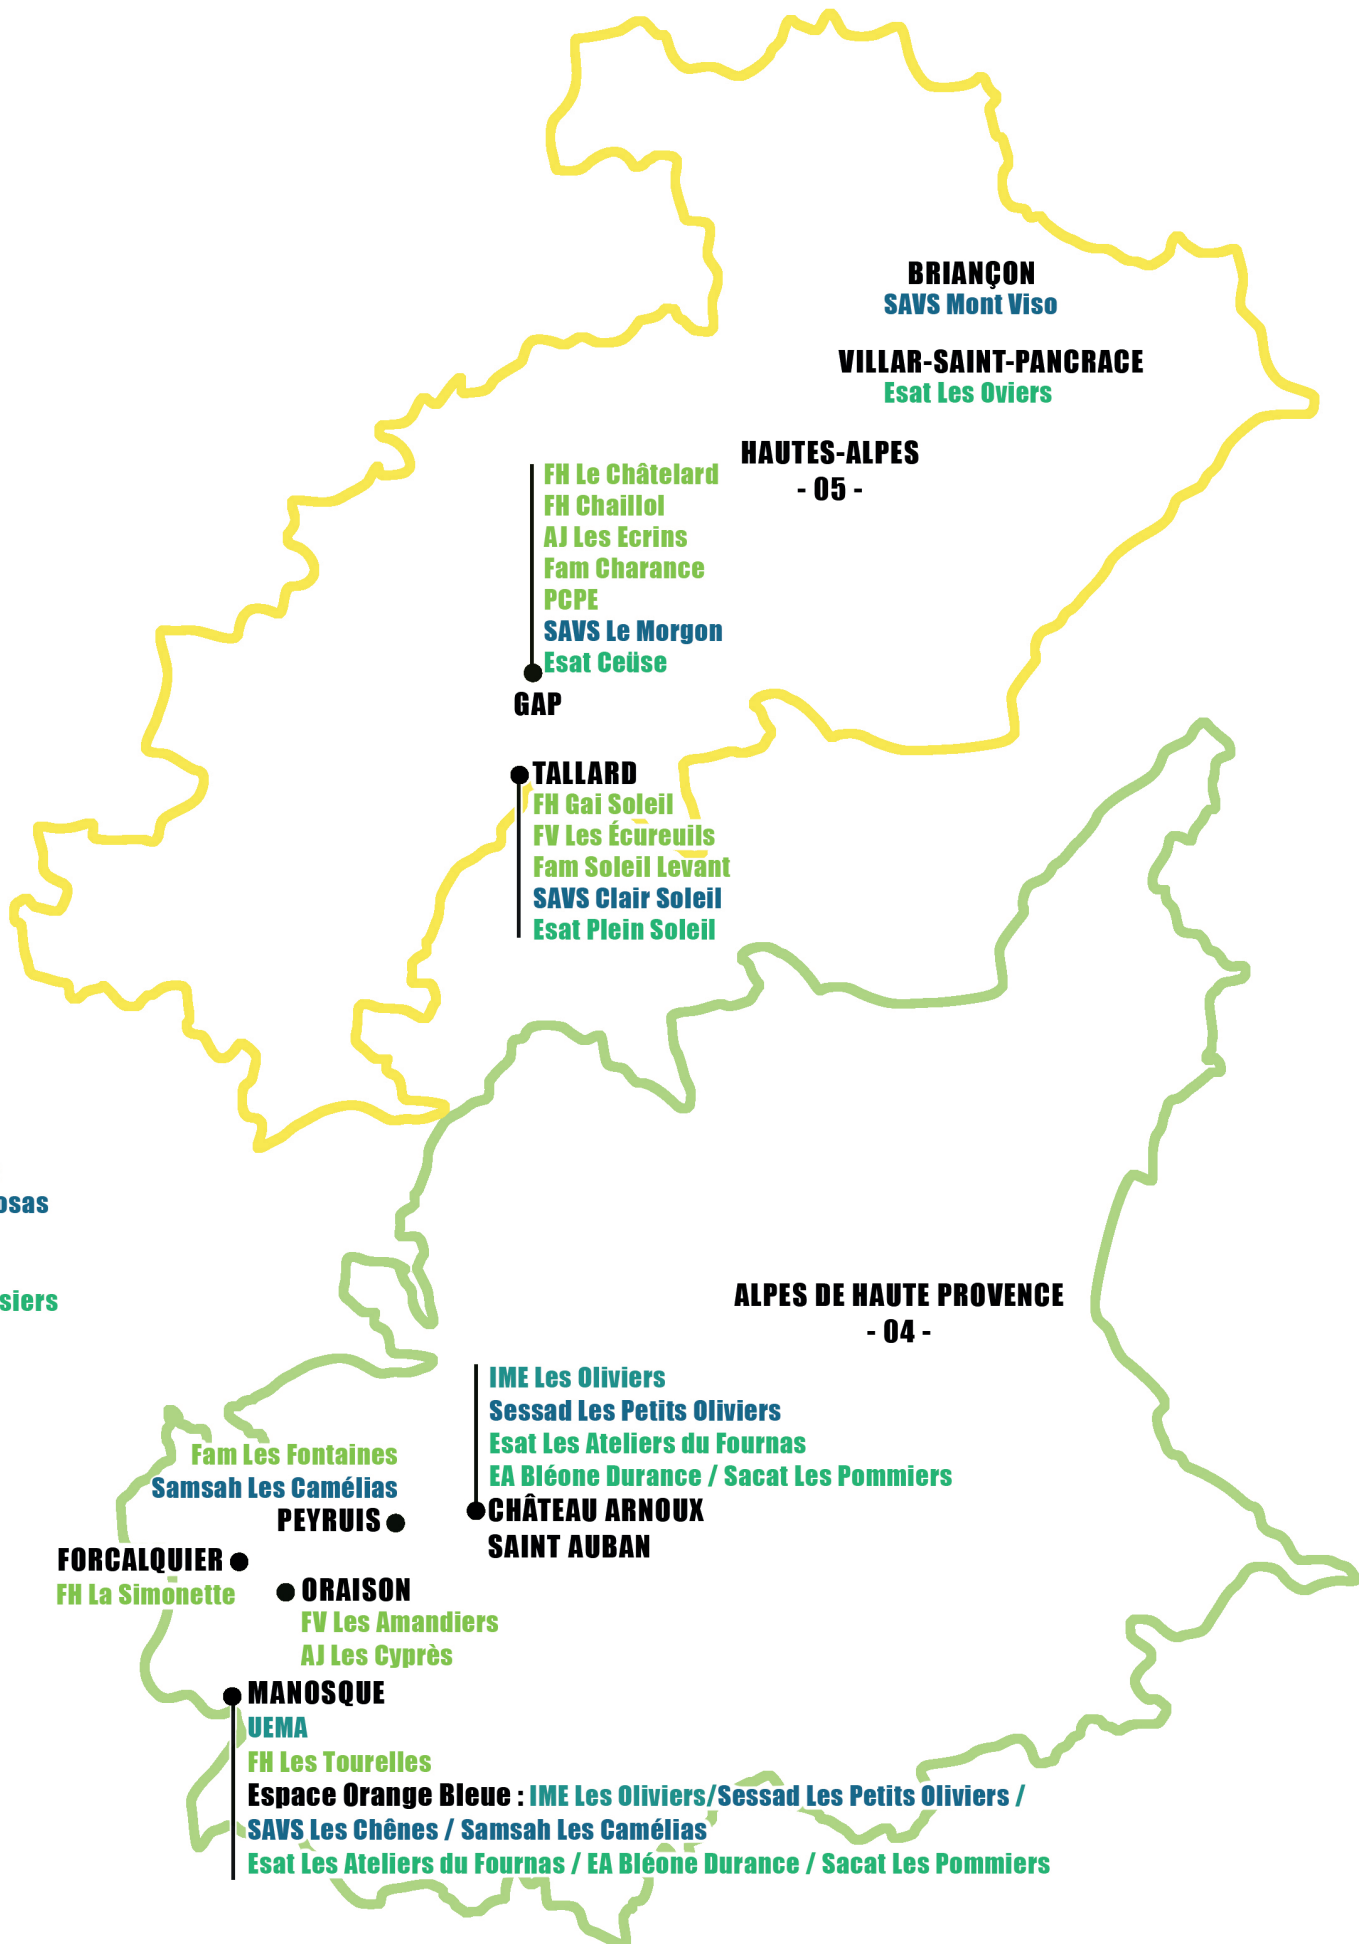 BRIANÇON
SAVS Mont Viso
VILLAR-SAINT-PANCRACE
Esat Les Oviers
HAUTES-ALPES
- 05 -
FH Le Châtelard
FH Chaillol
AJ Les Ecrins
Fam Charance
PCPE
SAVS Le Morgon
Esat Ceüse
GAP
TALLARD
FH Gai Soleil
FV Les Écureuils
Fam Soleil Levant
SAVS Clair Soleil
Esat Plein Soleil
osas
siers
ALPES DE HAUTE PROVENCE
- 04 -
IME Les Oliviers
Sessad Les Petits Oliviers
Esat Les Ateliers du Fournas
EA Bléone Durance / Sacat Les Pommiers
CHÂTEAU ARNOUX
SAINT AUBAN
Fam Les Fontaines
Samsah Les Camélias
PEYRUIS
FORCALQUIER
FH La Simonette
ORAISON
FV Les Amandiers
AJ Les Cyprès
MANOSQUE
UEMA
FH Les Tourelles
Espace Orange Bleue : IME Les Oliviers/Sessad Les Petits Oliviers /
SAVS Les Chênes / Samsah Les Camélias
Esat Les Ateliers du Fournas / EA Bléone Durance / Sacat Les Pommiers